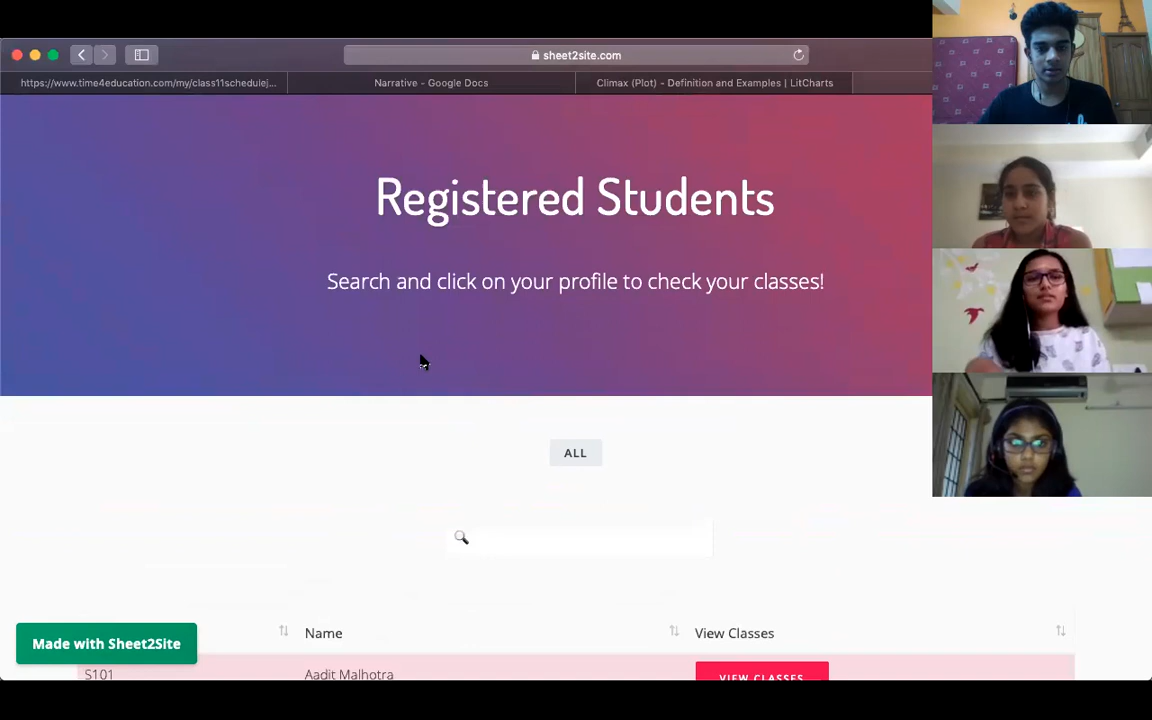 sheet2site.com
https://www.time4education.com/my/class11schedulej...
Narrative - Google Docs
Climax (Plot) - Definition and Examples | LitCharts
Registered Students
Search and click on your profile to check your classes!
ALL
Made with Sheet2Site
Name
View Classes
S101
Aadit Malhotra
VIEW CLASSES